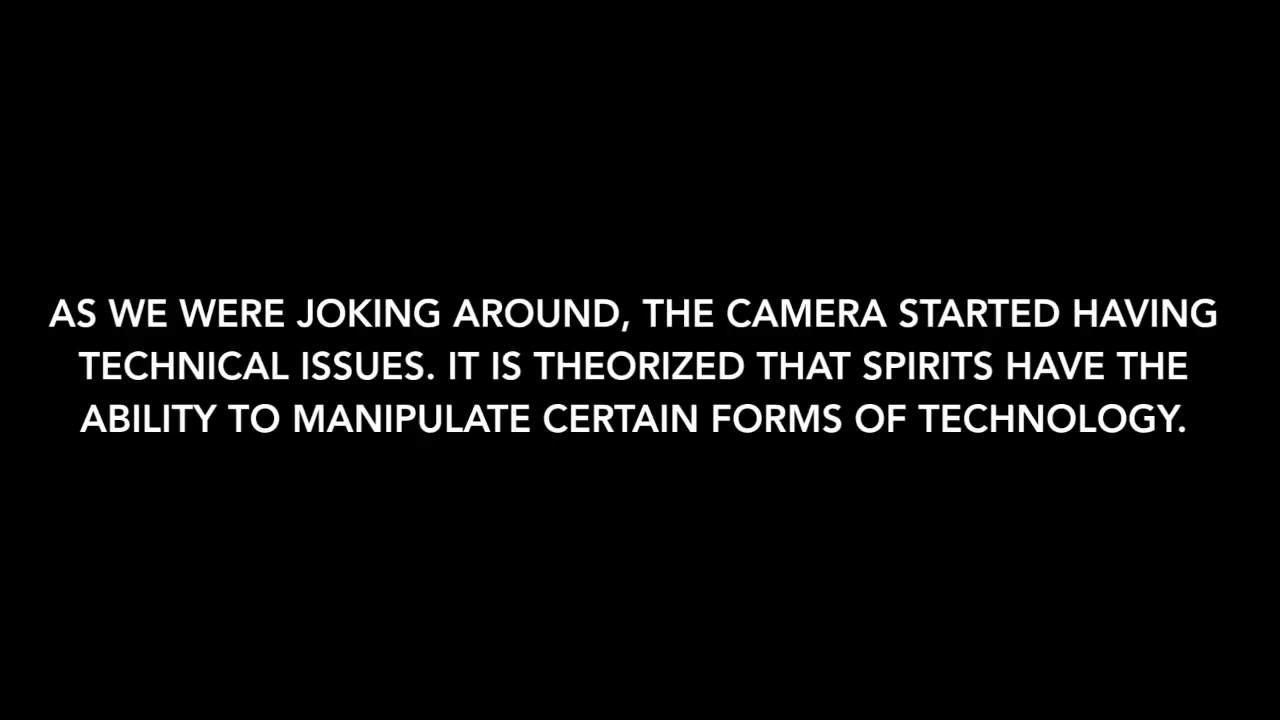 AS WE WERE JOKING AROUND, THE CAMERA STARTED HAVING
TECHNICAL ISSUES. IT IS THEORIZED THAT SPIRITS HAVE THE
ABILITY TO MANIPULATE CERTAIN FORMS OF TECHNOLOGY.